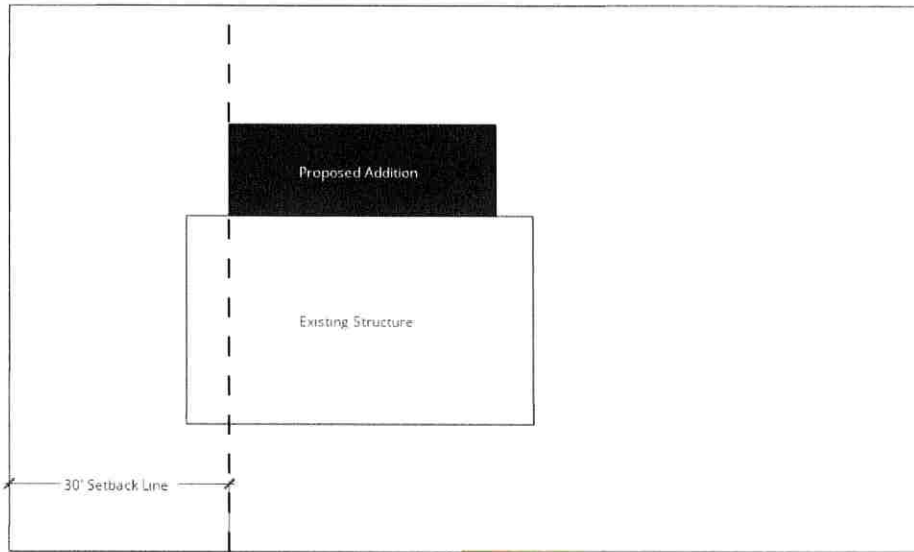 Proposed Addition
Existing Structure
30' Setback Line